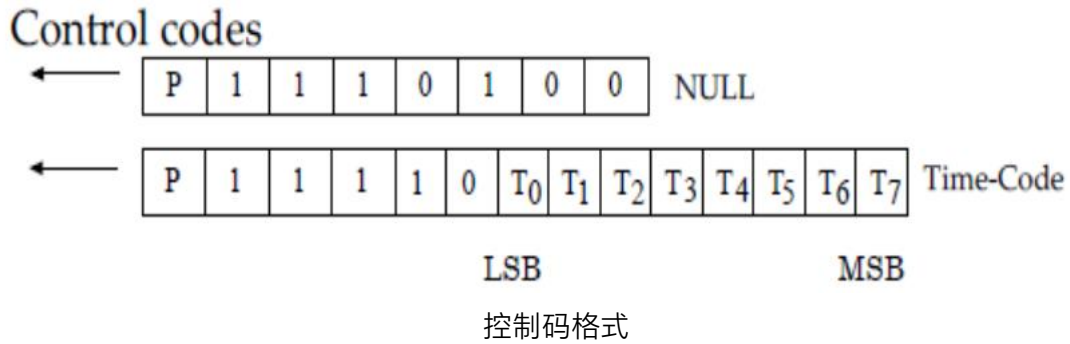 Control codes
P 1 1 1 0 1 0 0 NULL
P 1 1 1 1 0 T0 T1 T2 T3 T4 T5 T6 T7 Time-Code
LSB MSB
控制码格式